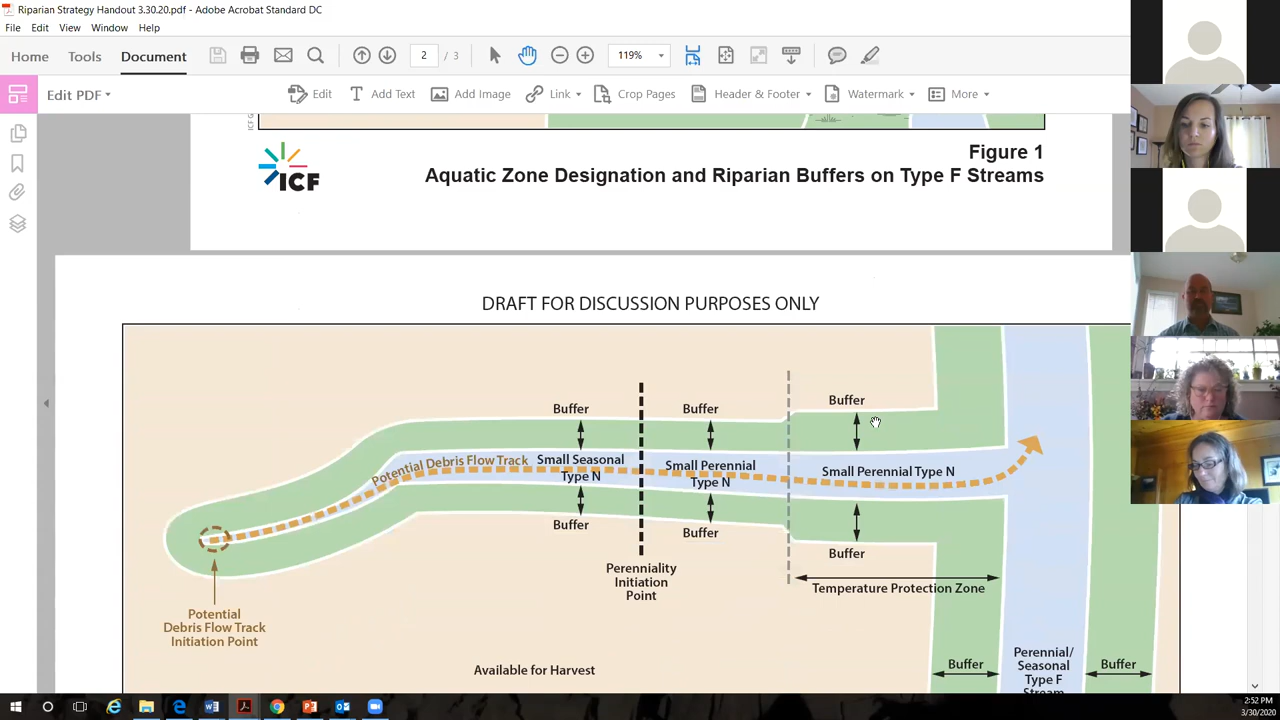 Riparian Strategy Handout 3.30.20.pdf - Adobe Acrobat Standard DC
File Edit View Window Help
Home Tools Document 2 / 3 119%
Edit PDF Edit Add Text Add Image Link Crop Pages Header & Footer Watermark More
ICF
Figure 1
Aquatic Zone Designation and Riparian Buffers on Type F Streams
DRAFT FOR DISCUSSION PURPOSES ONLY
Buffer
Buffer Buffer
Potential Debris Flow Track
Small Seasonal
Type N
Small Perennial
Type N
Small Perennial Type N
Buffer
Buffer
Buffer
Perenniality
Initiation
Point
Temperature Protection Zone
Potential
Debris Flow Track
Initiation Point
Available for Harvest
Buffer
Perennial/
Seasonal
Type F
Stream
Buffer
2:52 PM
3/30/2020